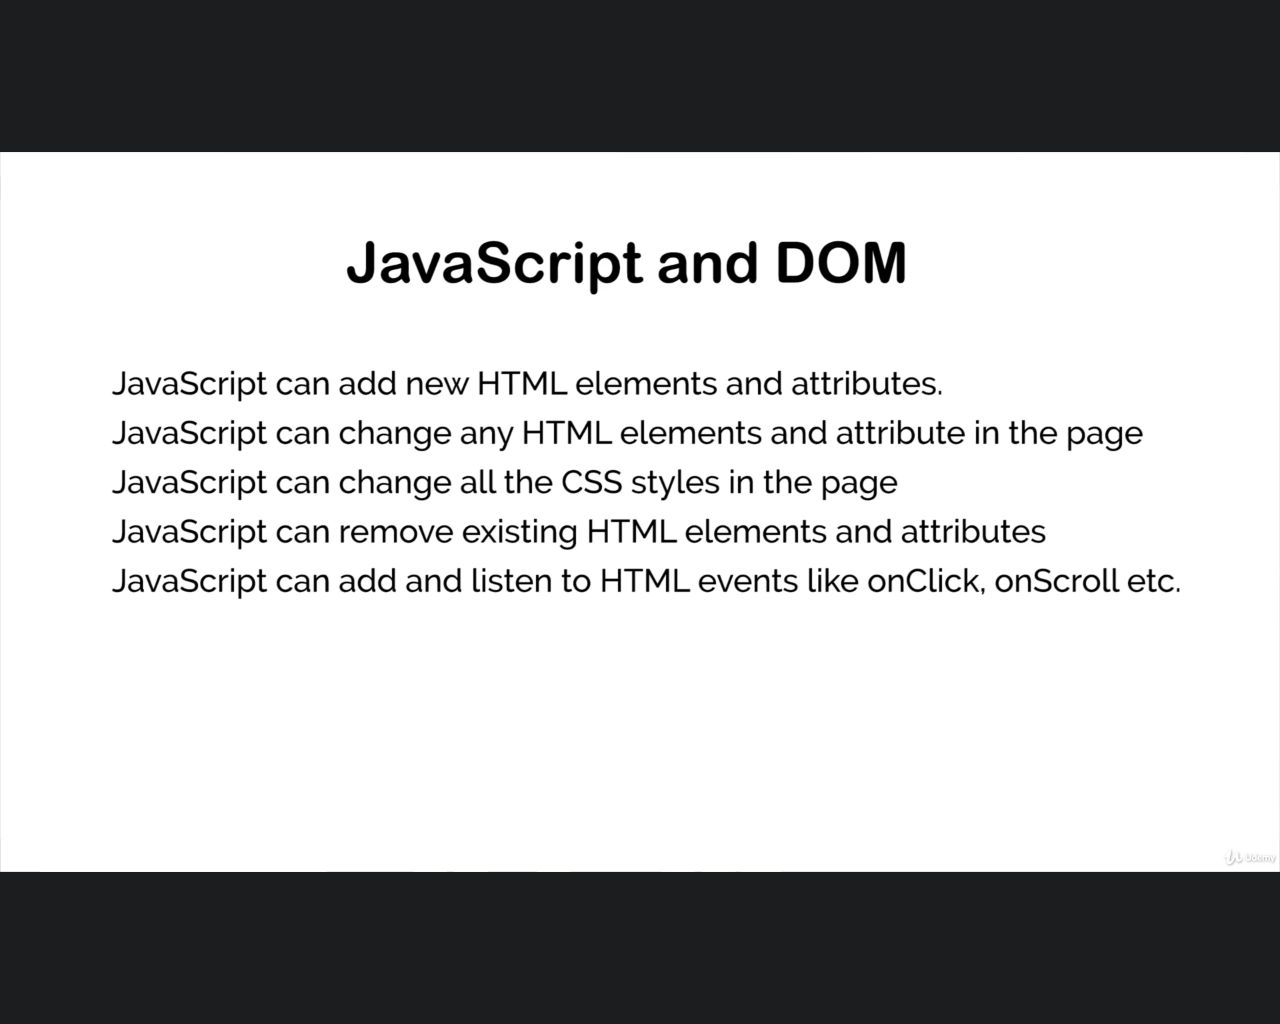 JavaScript and DOM
JavaScript can add new HTML elements and attributes.
JavaScript can change any HTML elements and attribute in the page
JavaScript can change all the CSS styles in the page
JavaScript can remove existing HTML elements and attributes
JavaScript can add and listen to HTML events like onClick, onScroll etc.
Udemy